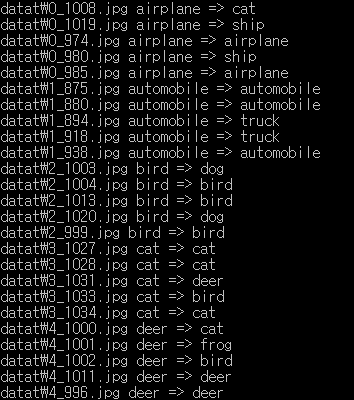 datat₩0_1008.jpg airplane => cat
datat₩0_1019.jpg airplane => ship
datat₩0_974.jpg airplane => airplane
datat₩0_980.jpg airplane => ship
datat₩0_985.jpg airplane => airplane
datat₩1_875.jpg automobile => automobile
datat₩1_880.jpg automobile => automobile
datat₩1_894.jpg automobile => truck
datat₩1_918.jpg automobile => truck
datat₩1_938.jpg automobile => automobile
datat₩2_1003.jpg bird => dog
datat₩2_1004.jpg bird => bird
datat₩2_1013.jpg bird => bird
datat₩2_1020.jpg bird => dog
datat₩2_999.jpg bird => bird
datat₩3_1027.jpg cat => cat
datat₩3_1028.jpg cat => cat
datat₩3_1031.jpg cat => deer
datat₩3_1033.jpg cat => bird
datat₩3_1034.jpg cat => cat
datat₩4_1000.jpg deer => cat
datat₩4_1001.jpg deer => frog
datat₩4_1002.jpg deer => bird
datat₩4_1011.jpg deer => deer
datat₩4_996.jpg deer => deer